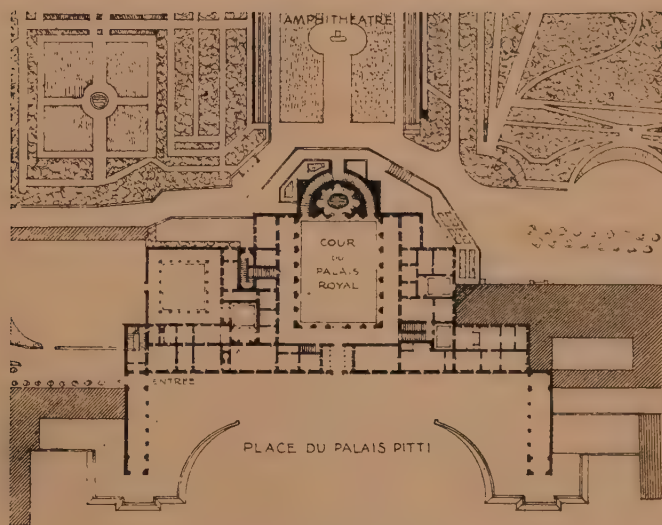 AMPHITHEATRE
COUR
DU
PALAIS
ROYAL
ENTREE
PLACE DU PALAIS PITTI